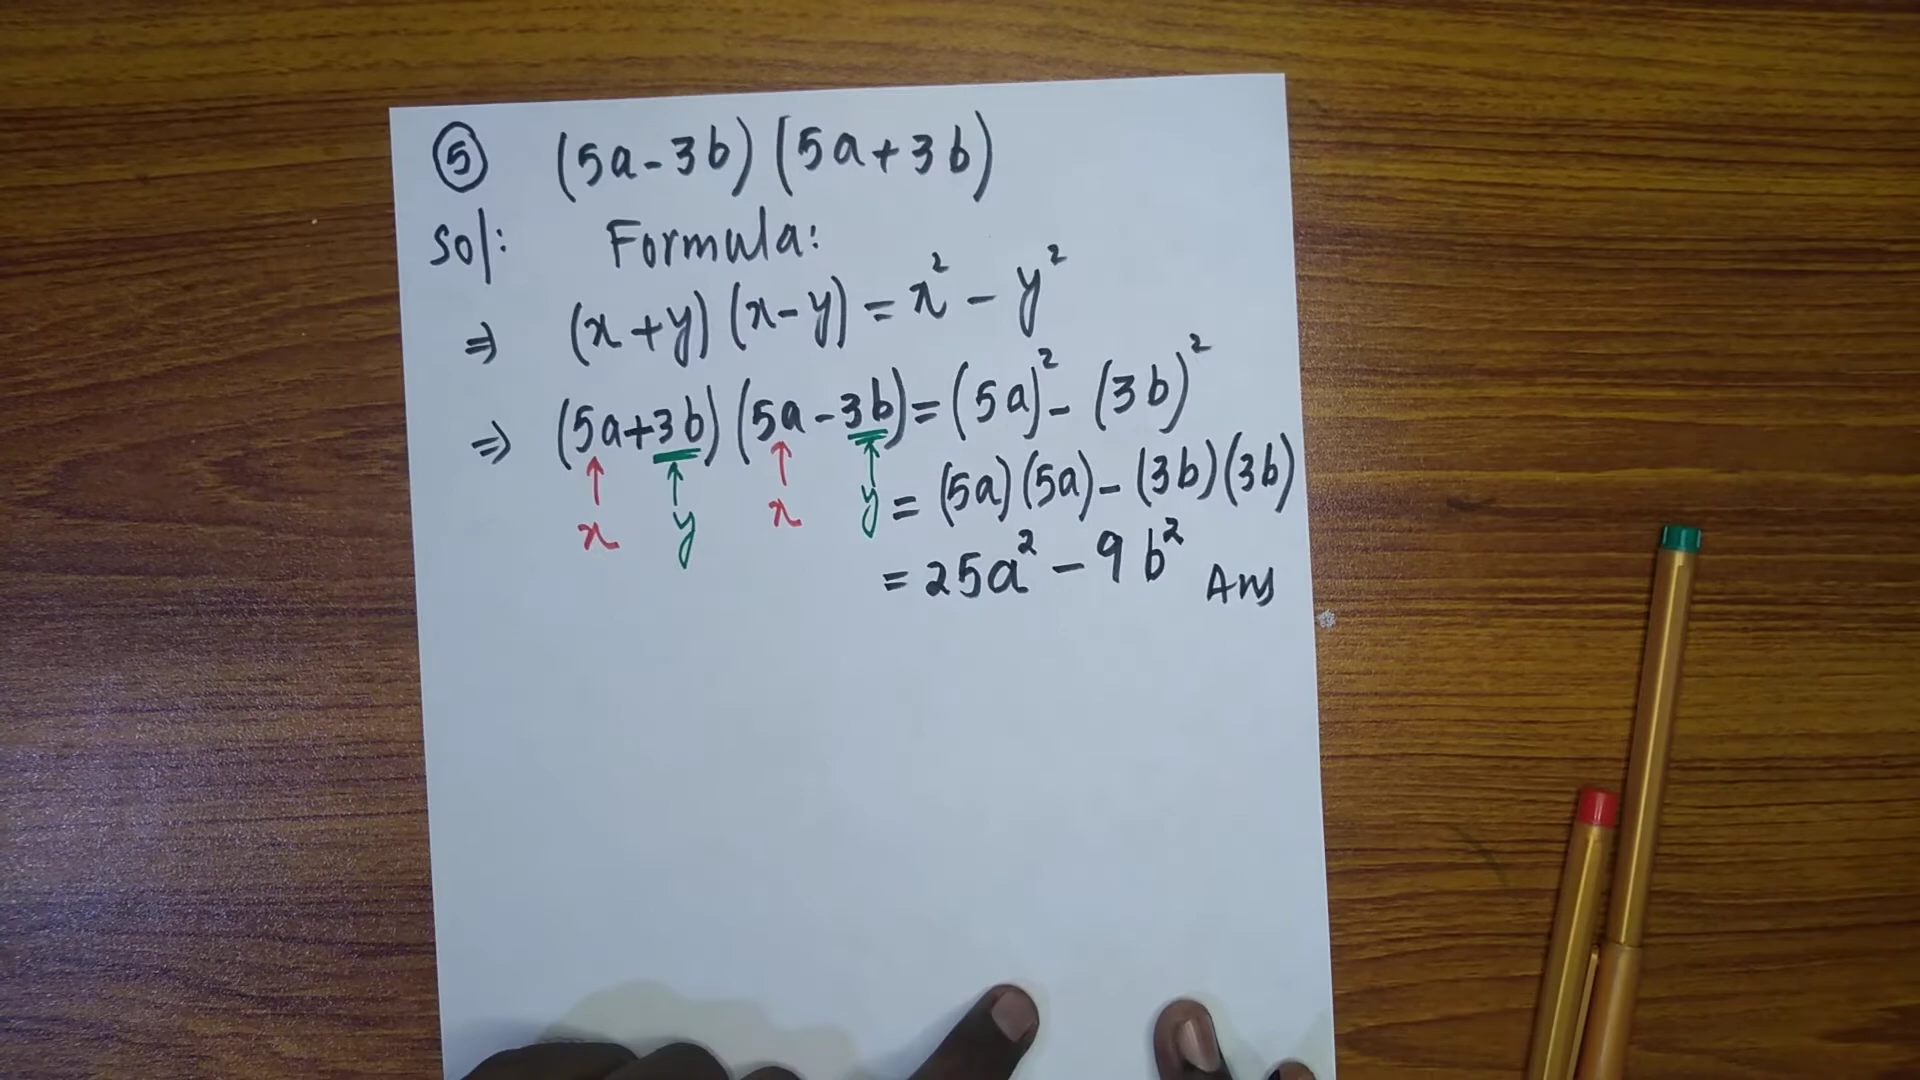 ⑤ (5a-3b)(5a+3b)
Sol: Formula:
⇒ (x+y)(x-y) = x² - y²
⇒ (5a+3b)(5a-3b) = (5a)² - (3b)²
x y x y = (5a)(5a) - (3b)(3b)
= 25a² - 9b² Ans